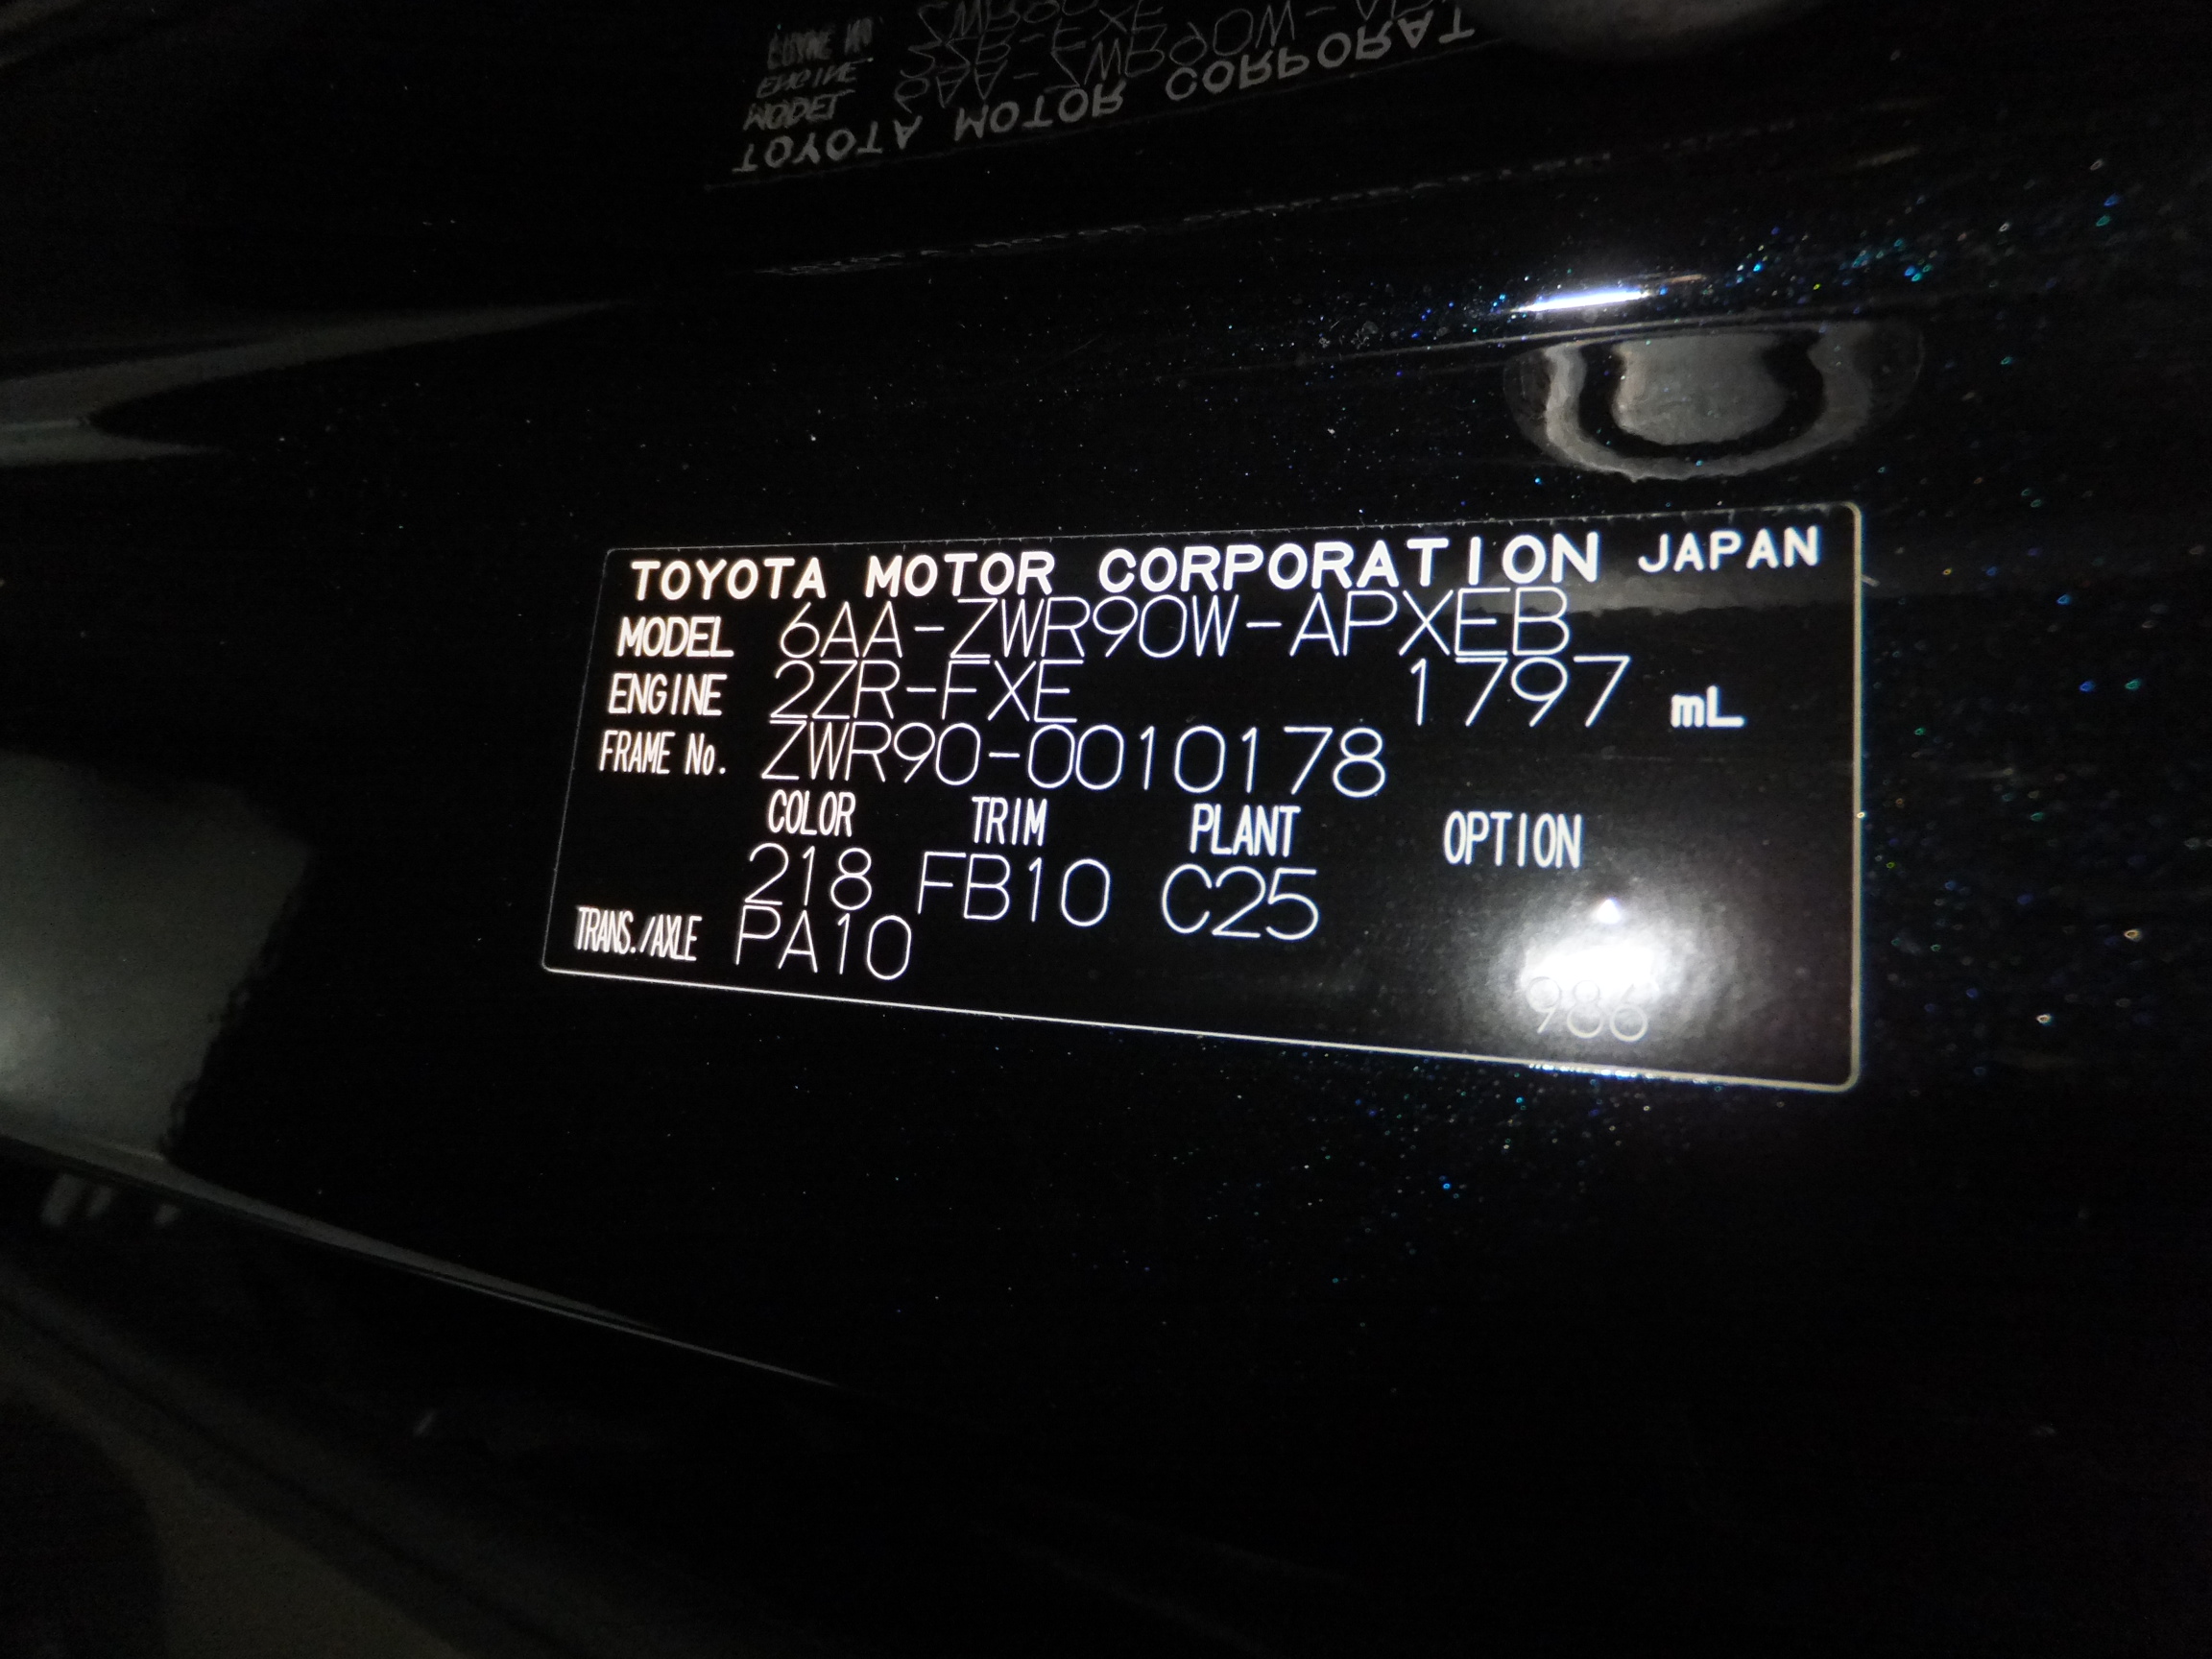 TOYOTA MOTOR CORPORATION JAPAN
MODEL 6AA-ZWR90W-APXEB
ENGINE 2ZR-FXE 1797 mL
FRAME No. ZWR90-0010178
COLOR TRIM PLANT OPTION
218 FB10 C25
TRANS./AXLE PA10
986